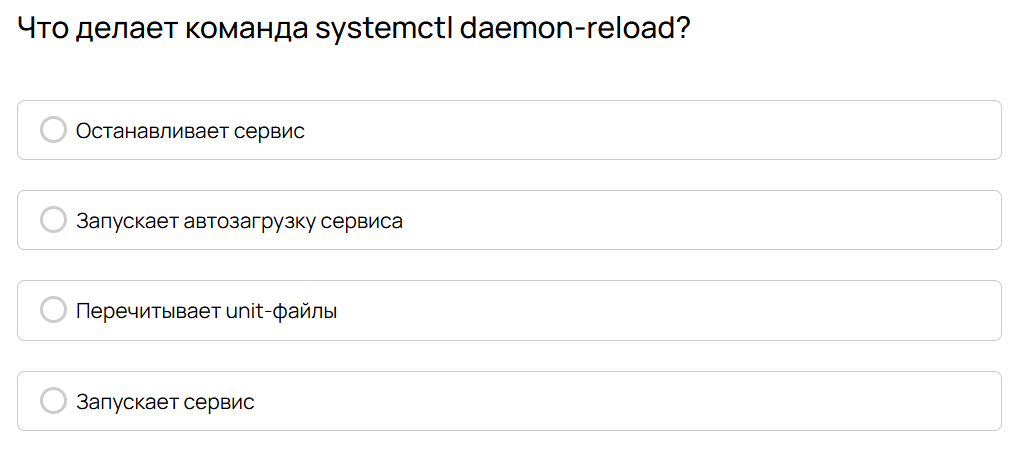 Что делает команда systemctl daemon-reload?
Останавливает сервис
Запускает автозагрузку сервиса
Перечитывает unit-файлы
Запускает сервис